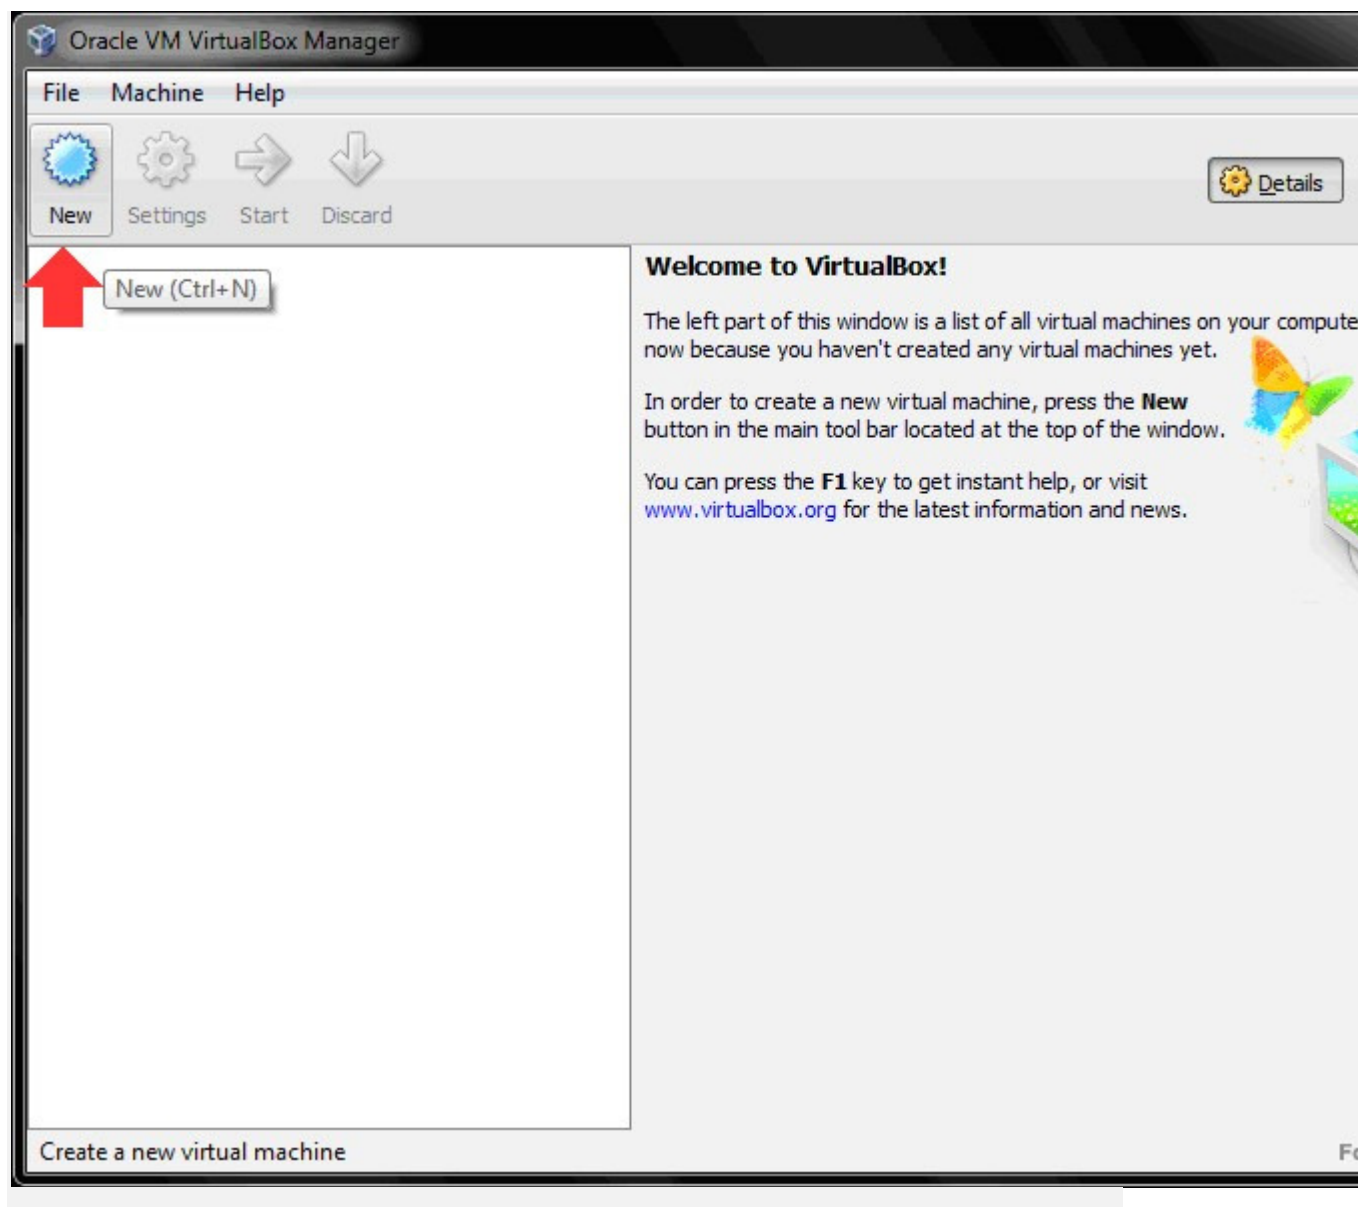 Oracle VM VirtualBox Manager
File Machine Help
New Settings Start Discard
Details
New (Ctrl+N)
Welcome to VirtualBox!
The left part of this window is a list of all virtual machines on your compute
now because you haven't created any virtual machines yet.
In order to create a new virtual machine, press the New
button in the main tool bar located at the top of the window.
You can press the F1 key to get instant help, or visit
www.virtualbox.org for the latest information and news.
Create a new virtual machine